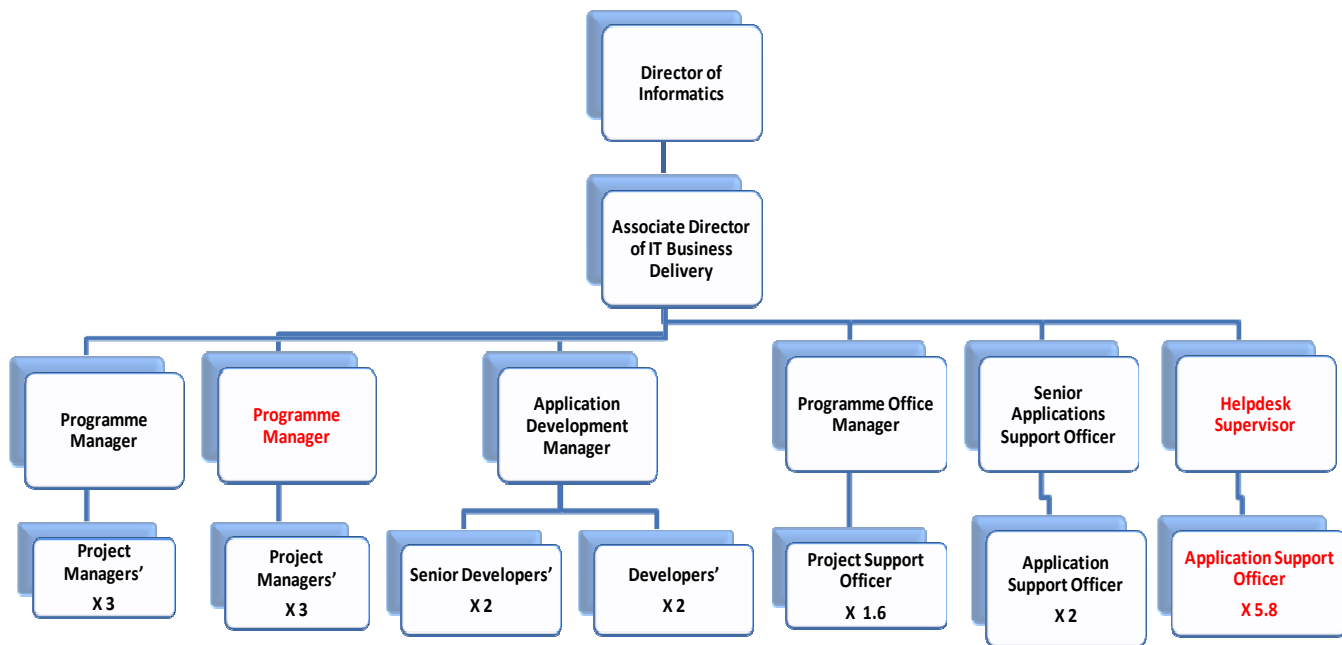 Director of
Informatics
Associate Director
of IT Business
Delivery
Programme
Manager
Programme
Manager
Application
Development
Manager
Programme Office
Manager
Senior
Applications
Support Officer
Helpdesk
Supervisor
Project
Managers’
X 3
Project
Managers’
X 3
Senior Developers’
X 2
Developers’
X 2
Project Support
Officer
X 1.6
Application
Support Officer
X 2
Application Support
Officer
X 5.8